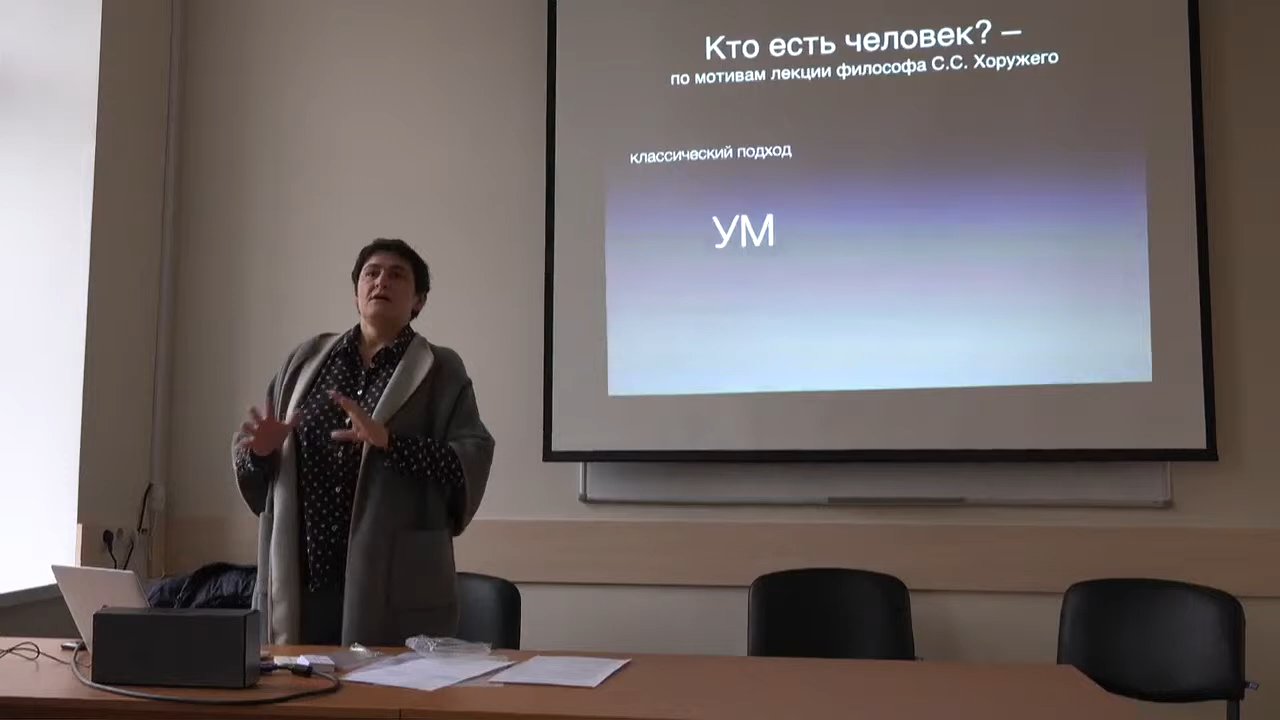 Кто есть человек? –
по мотивам лекции философа С.С. Хоружего
классический подход
УМ